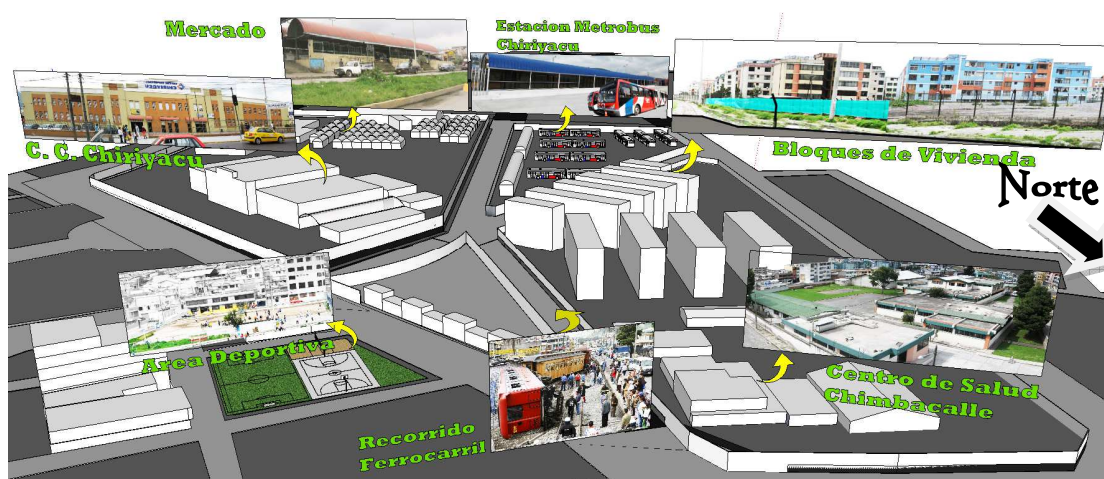 Mercado
Estacion Metrobus
Chiriyacu
C. C. Chiriyacu
Bloques de Vivienda
Norte
Area Deportiva
Centro de Salud
Chimbacalle
Recorrido
Ferrocarril